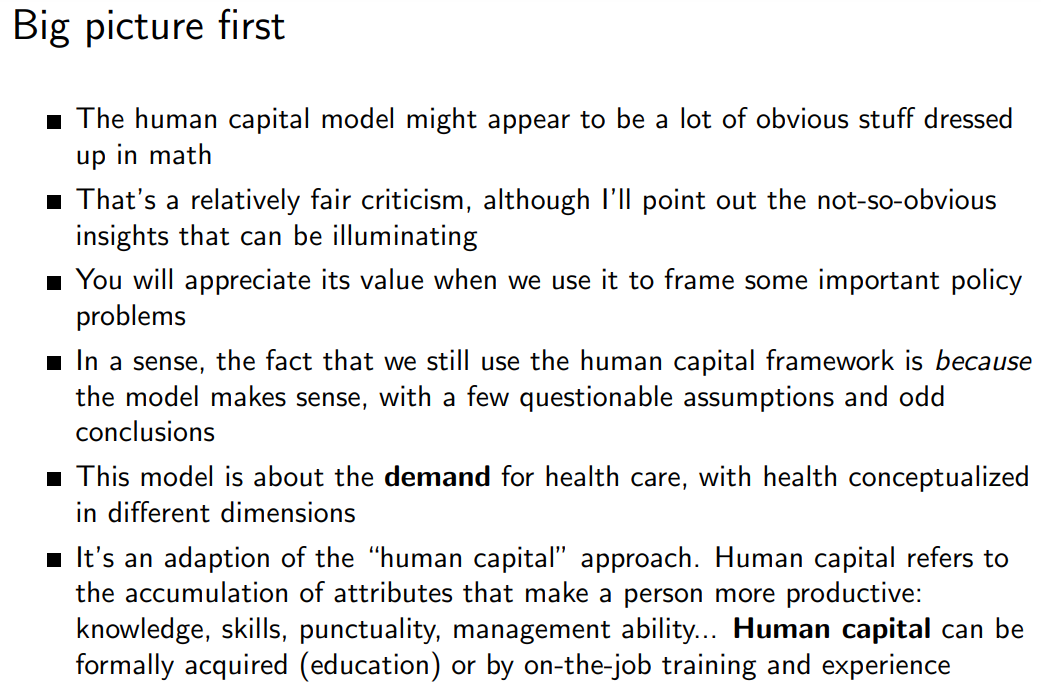 Big picture first
■ The human capital model might appear to be a lot of obvious stuff dressed
up in math
■ That's a relatively fair criticism, although I'll point out the not-so-obvious
insights that can be illuminating
■ You will appreciate its value when we use it to frame some important policy
problems
■ In a sense, the fact that we still use the human capital framework is because
the model makes sense, with a few questionable assumptions and odd
conclusions
■ This model is about the demand for health care, with health conceptualized
in different dimensions
■ It's an adaption of the “human capital” approach. Human capital refers to
the accumulation of attributes that make a person more productive:
knowledge, skills, punctuality, management ability... Human capital can be
formally acquired (education) or by on-the-job training and experience